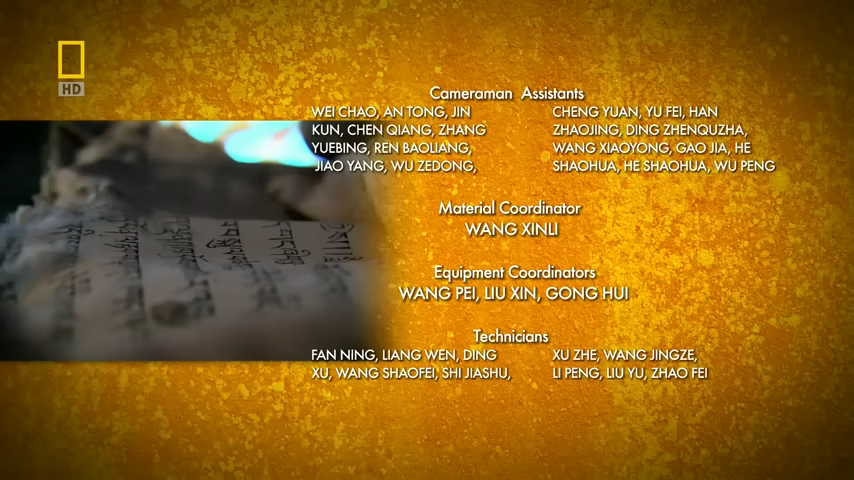 HD
Cameraman Assistants
WEI CHAO, AN TONG, JIN
KUN, CHEN QIANG, ZHANG
YUEBING, REN BAOLIANG,
JIAO YANG, WU ZEDONG,
CHENG YUAN, YU FEI, HAN
ZHAOJING, DING ZHENQUZHA,
WANG XIAOYONG, GAO JIA, HE
SHAOHUA, HE SHAOHUA, WU PENG
Material Coordinator
WANG XINLI
Equipment Coordinators
WANG PEI, LIU XIN, GONG HUI
Technicians
FAN NING, LIANG WEN, DING
XU, WANG SHAOFEI, SHI JIASHU,
XU ZHE, WANG JINGZE,
LI PENG, LIU YU, ZHAO FEI